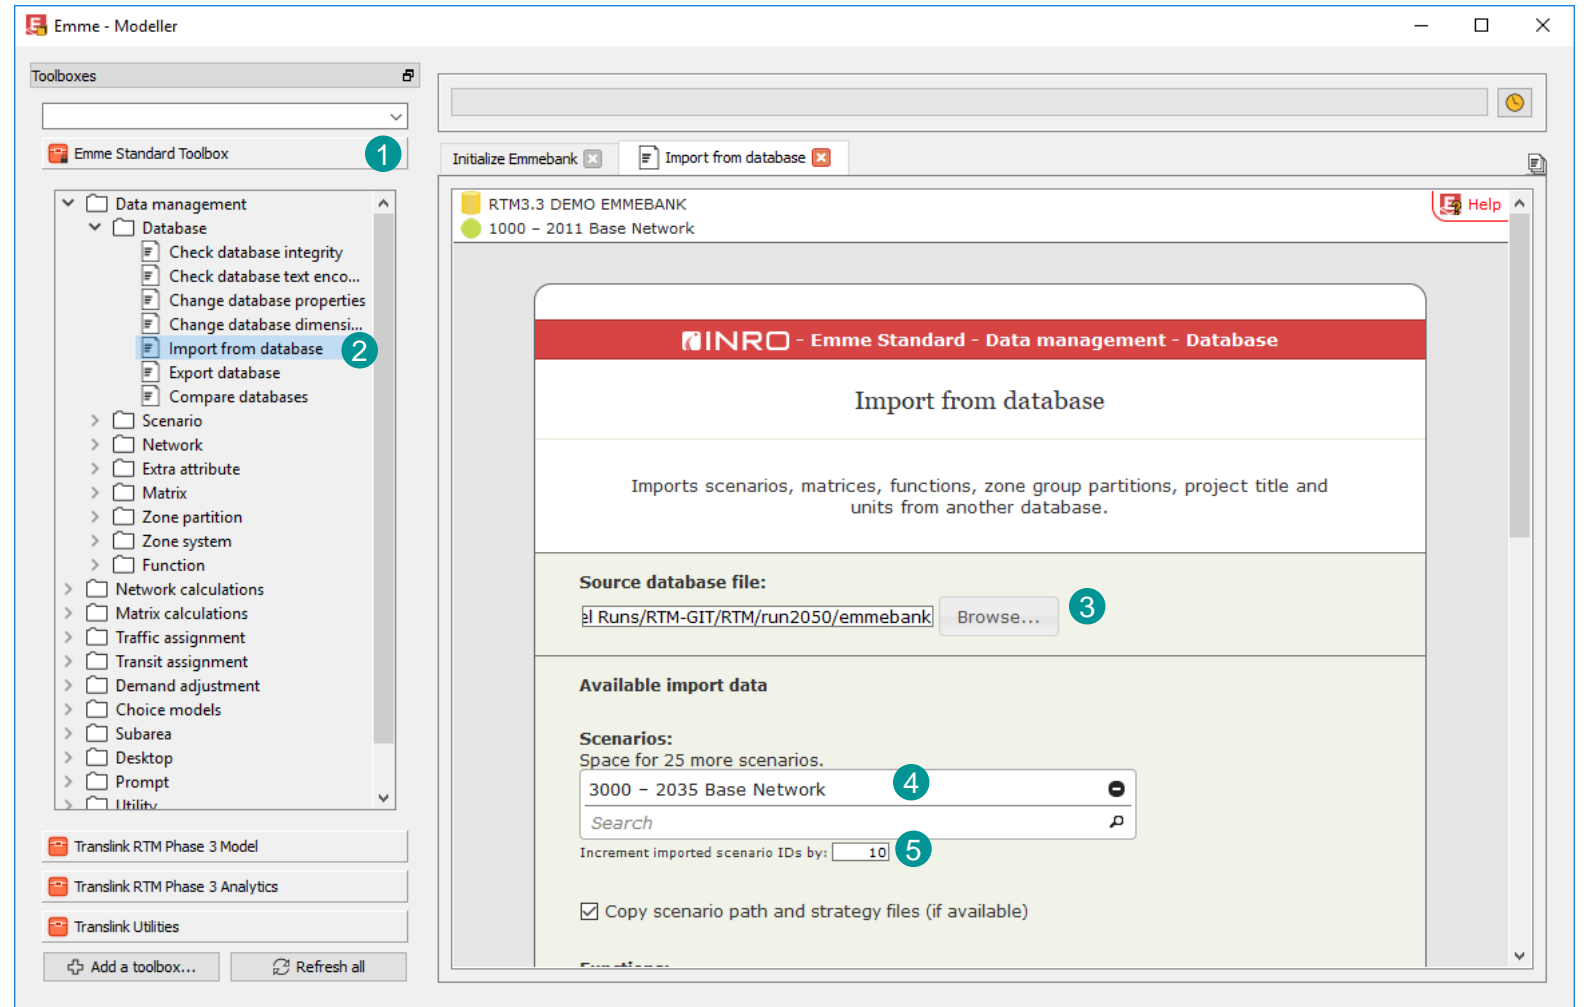 Emme - Modeller
Toolboxes
Emme Standard Toolbox
1
Data management
Database
Check database integrity
Check database text enco...
Change database properties
Change database dimensi...
Import from database
2
Export database
Compare databases
Scenario
Network
Extra attribute
Matrix
Zone partition
Zone system
Function
Network calculations
Matrix calculations
Traffic assignment
Transit assignment
Demand adjustment
Choice models
Subarea
Desktop
Prompt
Utility
Translink RTM Phase 3 Model
Translink RTM Phase 3 Analytics
Translink Utilities
Add a toolbox...
Refresh all
Initialize Emmebank
Import from database
RTM3.3 DEMO EMMEBANK
Help
1000 – 2011 Base Network
INRO - Emme Standard - Data management - Database
Import from database
Imports scenarios, matrices, functions, zone group partitions, project title and
units from another database.
Source database file:
el Runs/RTM-GIT/RTM/run2050/emmebank
Browse...
3
Available import data
Scenarios:
Space for 25 more scenarios.
3000 – 2035 Base Network
4
Search
Increment imported scenario IDs by: 10
5
Copy scenario path and strategy files (if available)
Functions: